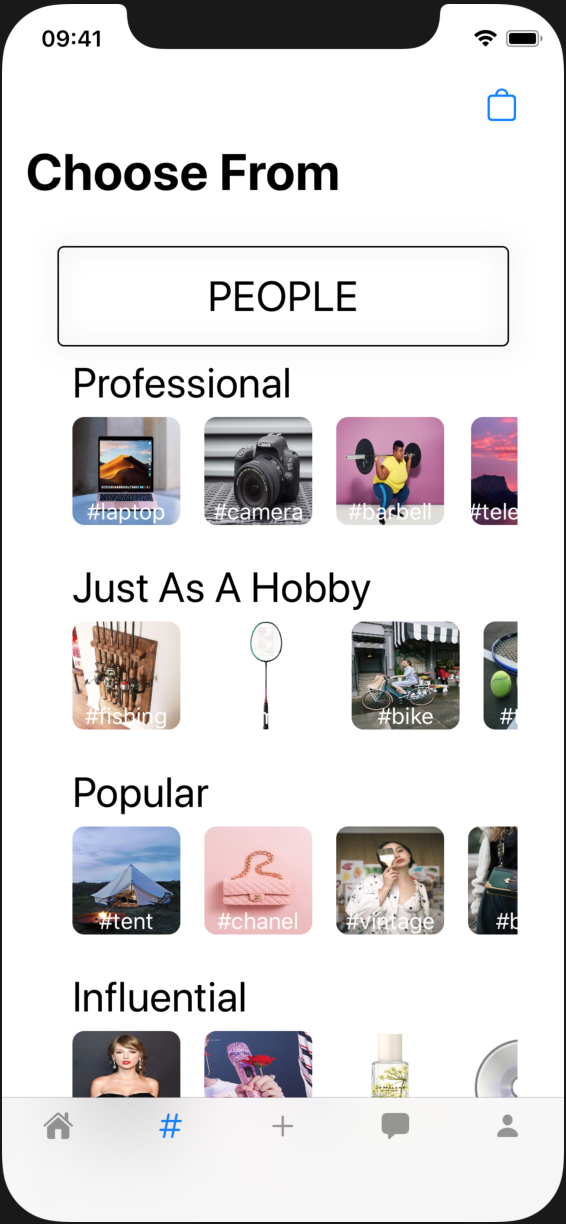 09:41
Choose From
PEOPLE
Professional
#laptop #camera #barbell #tele
Just As A Hobby
#fishing #bike
Popular
#tent #chanel #vintage #b
Influential
#